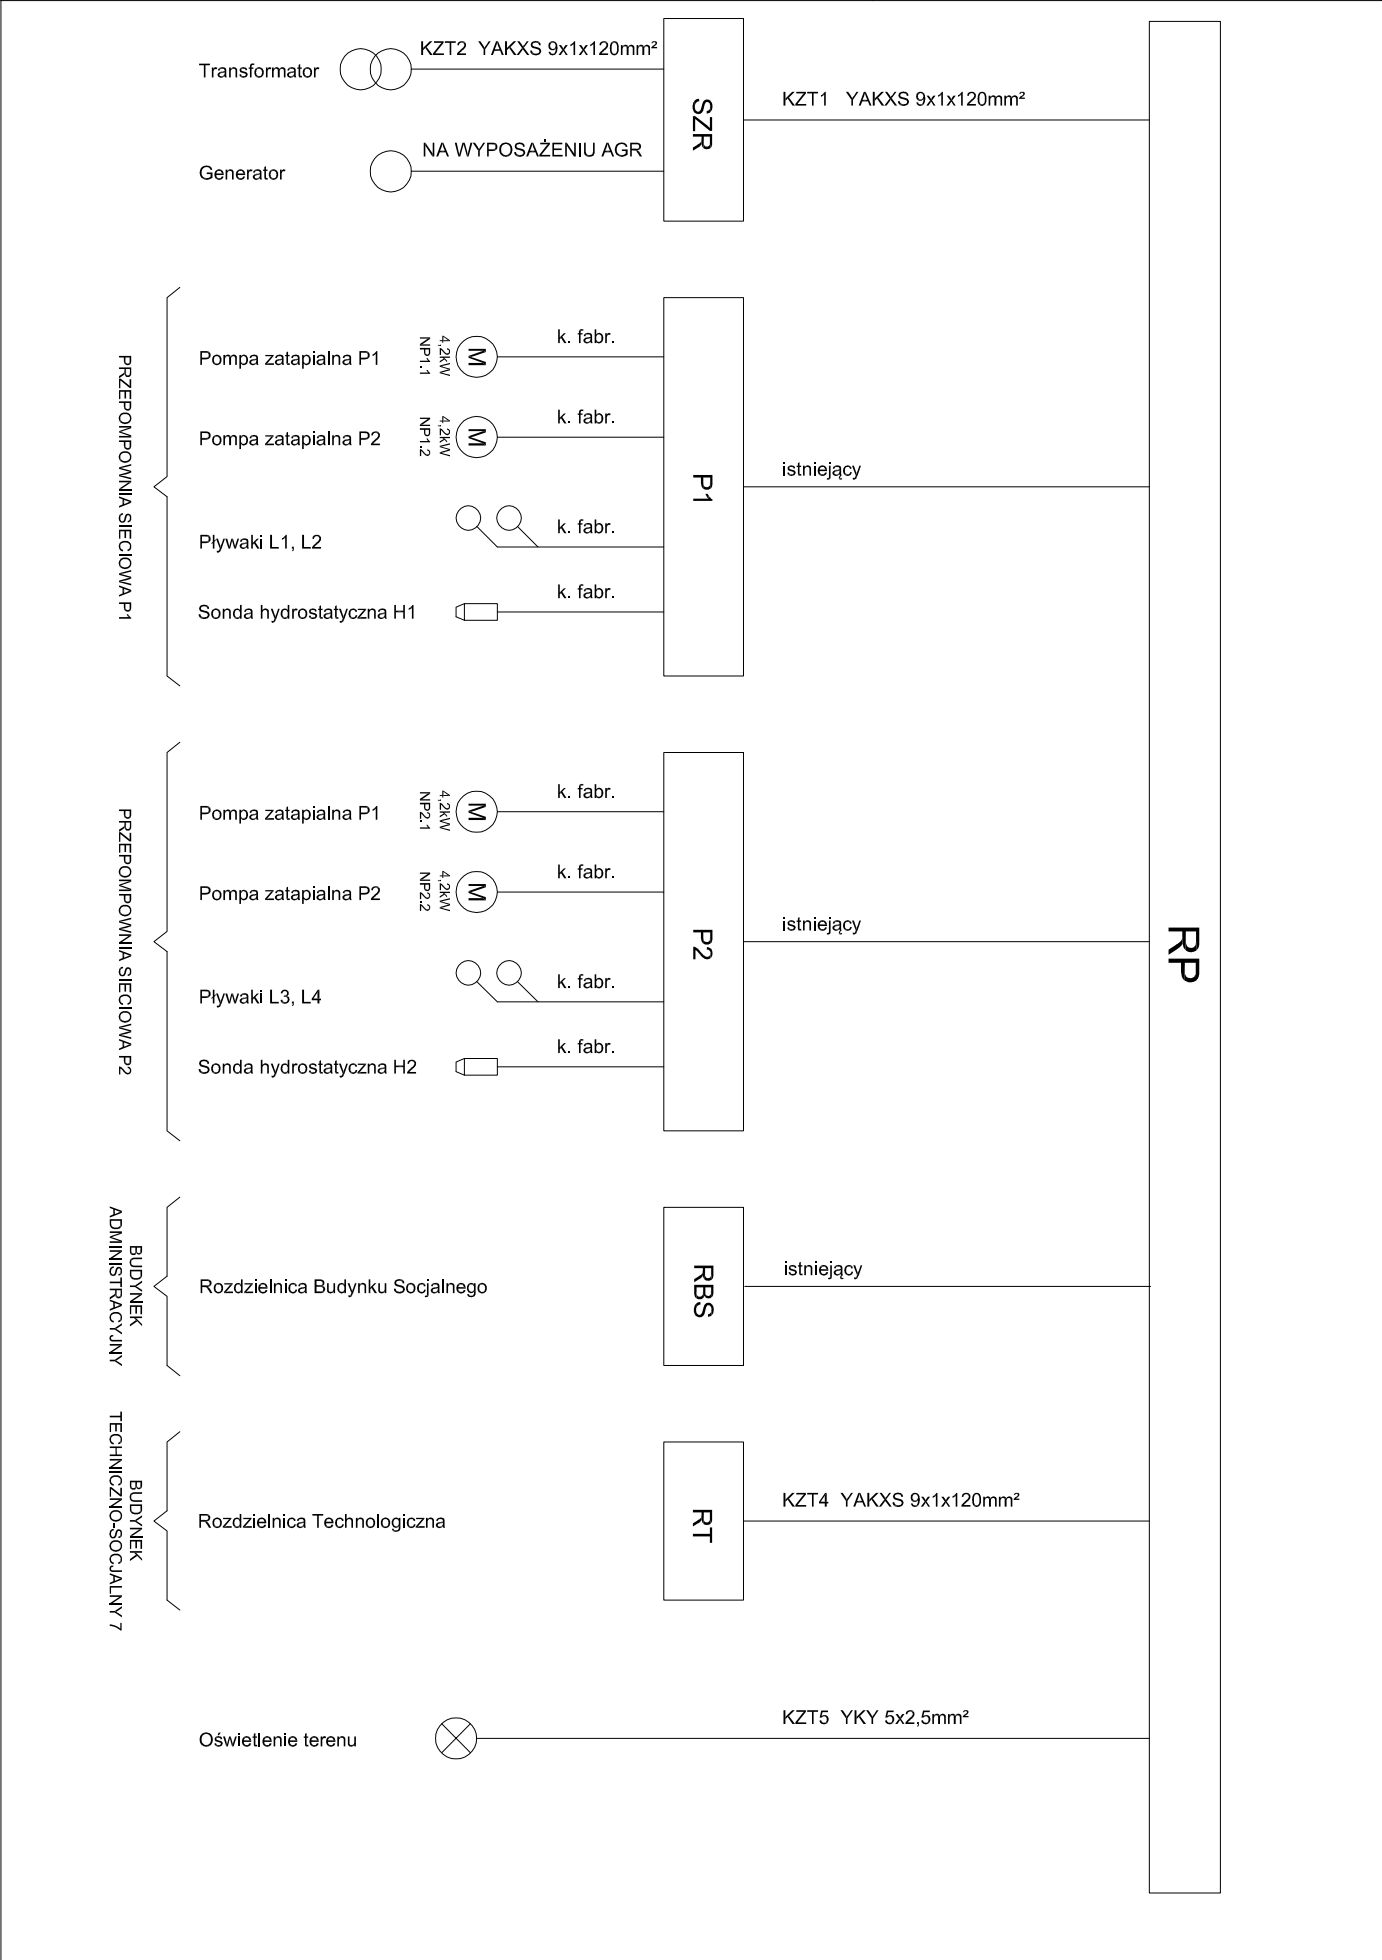 Transformator
KZT2 YAKXS 9x1x120mm²
Generator
NA WYPOSAŻENIU AGR
SZR
KZT1 YAKXS 9x1x120mm²
PRZEPOMPOWNIA SIECIOWA P1
Pompa zatapialna P1
4,2kW
NP1.1
M
k. fabr.
Pompa zatapialna P2
4,2kW
NP1.2
M
k. fabr.
Pływaki L1, L2
k. fabr.
Sonda hydrostatyczna H1
k. fabr.
P1
istniejący
PRZEPOMPOWNIA SIECIOWA P2
Pompa zatapialna P1
4,2kW
NP2.1
M
k. fabr.
Pompa zatapialna P2
4,2kW
NP2.2
M
k. fabr.
Pływaki L3, L4
k. fabr.
Sonda hydrostatyczna H2
k. fabr.
P2
istniejący
RP
BUDYNEK
ADMINISTRACYJNY
Rozdzielnica Budynku Socjalnego
RBS
istniejący
BUDYNEK
TECHNICZNO-SOCJALNY 7
Rozdzielnica Technologiczna
RT
KZT4 YAKXS 9x1x120mm²
Oświetlenie terenu
KZT5 YKY 5x2,5mm²